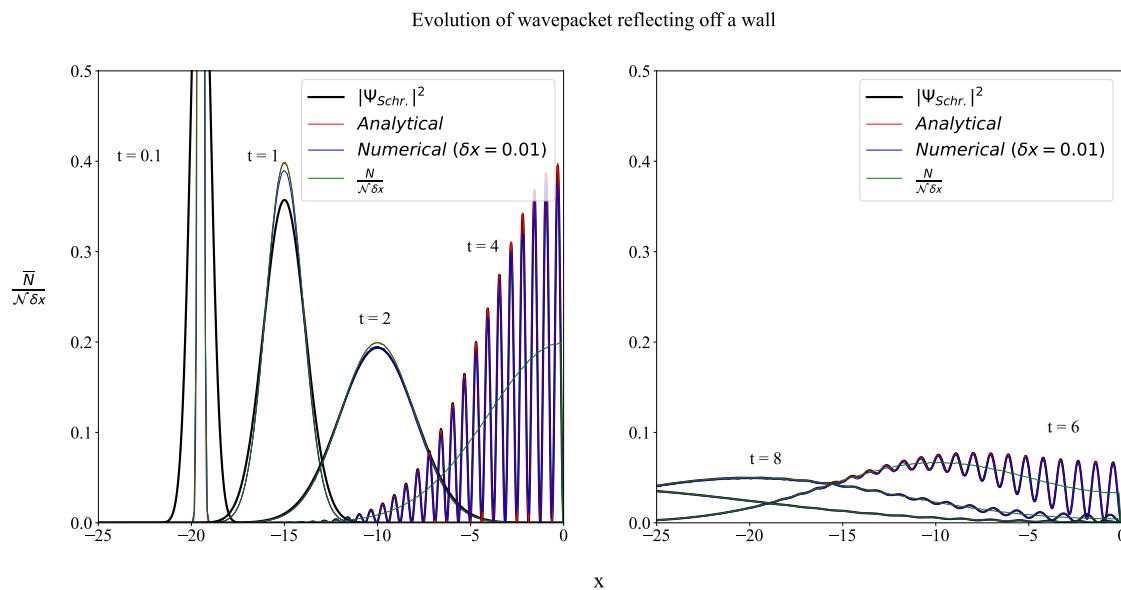 Evolution of wavepacket reflecting off a wall
0.5
0.4
0.3
0.2
0.1
0.0
−25
−20
−15
−10
−5
0
|Ψ_{Schr.}|²
Analytical
Numerical (δx = 0.01)
N/𝒩 δx
t = 0.1
t = 1
t = 2
t = 4
N̅/𝒩 δx
0.5
0.4
0.3
0.2
0.1
0.0
−25
−20
−15
−10
−5
0
|Ψ_{Schr.}|²
Analytical
Numerical (δx = 0.01)
N/𝒩 δx
t = 8
t = 6
x